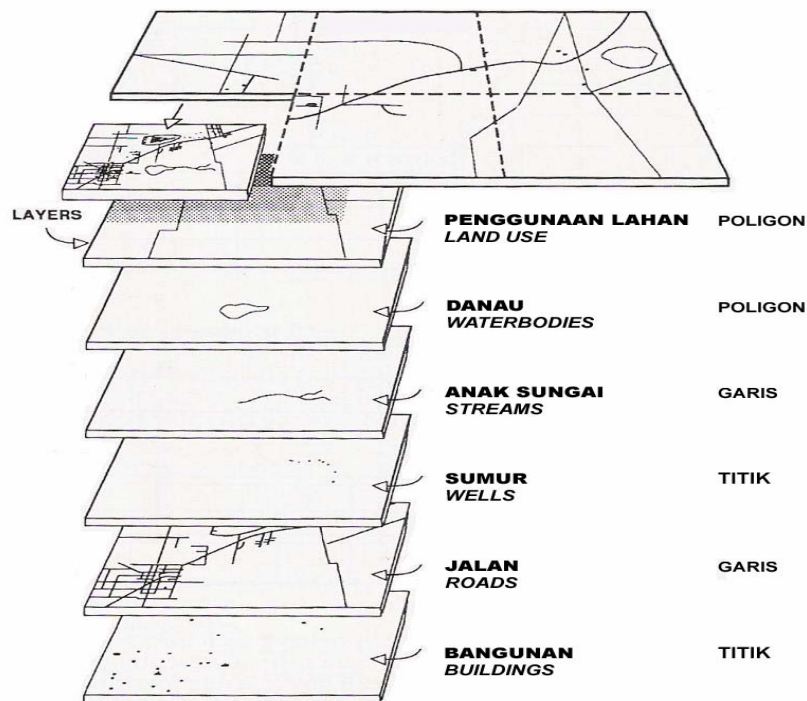 LAYERS
PENGGUNAAN LAHAN POLIGON
LAND USE
DANAU POLIGON
WATERBODIES
ANAK SUNGAI GARIS
STREAMS
SUMUR TITIK
WELLS
JALAN GARIS
ROADS
BANGUNAN TITIK
BUILDINGS